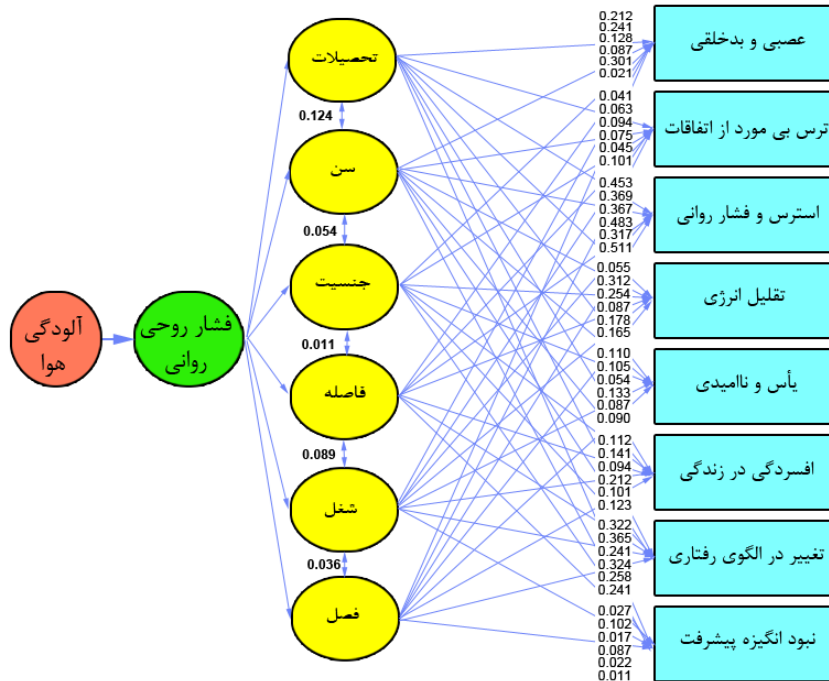 آلودگی
هوا
فشار روحی
روانی
تحصیلات
0.124
سن
0.054
جنسیت
0.011
فاصله
0.089
شغل
0.036
فصل
0.212
0.241
0.128
0.087
0.301
0.021
عصبی و بدخلقی
0.041
0.063
0.094
0.075
0.045
0.101
ترس بی مورد از اتفاقات
0.453
0.369
0.367
0.483
0.317
0.511
استرس و فشار روانی
0.055
0.312
0.254
0.087
0.178
0.165
تقلیل انرژی
0.110
0.105
0.054
0.133
0.087
0.090
یأس و ناامیدی
0.112
0.141
0.094
0.212
0.101
0.123
افسردگی در زندگی
0.322
0.365
0.241
0.324
0.258
0.241
تغییر در الگوی رفتاری
0.027
0.102
0.017
0.087
0.022
0.011
نبود انگیزه پیشرفت